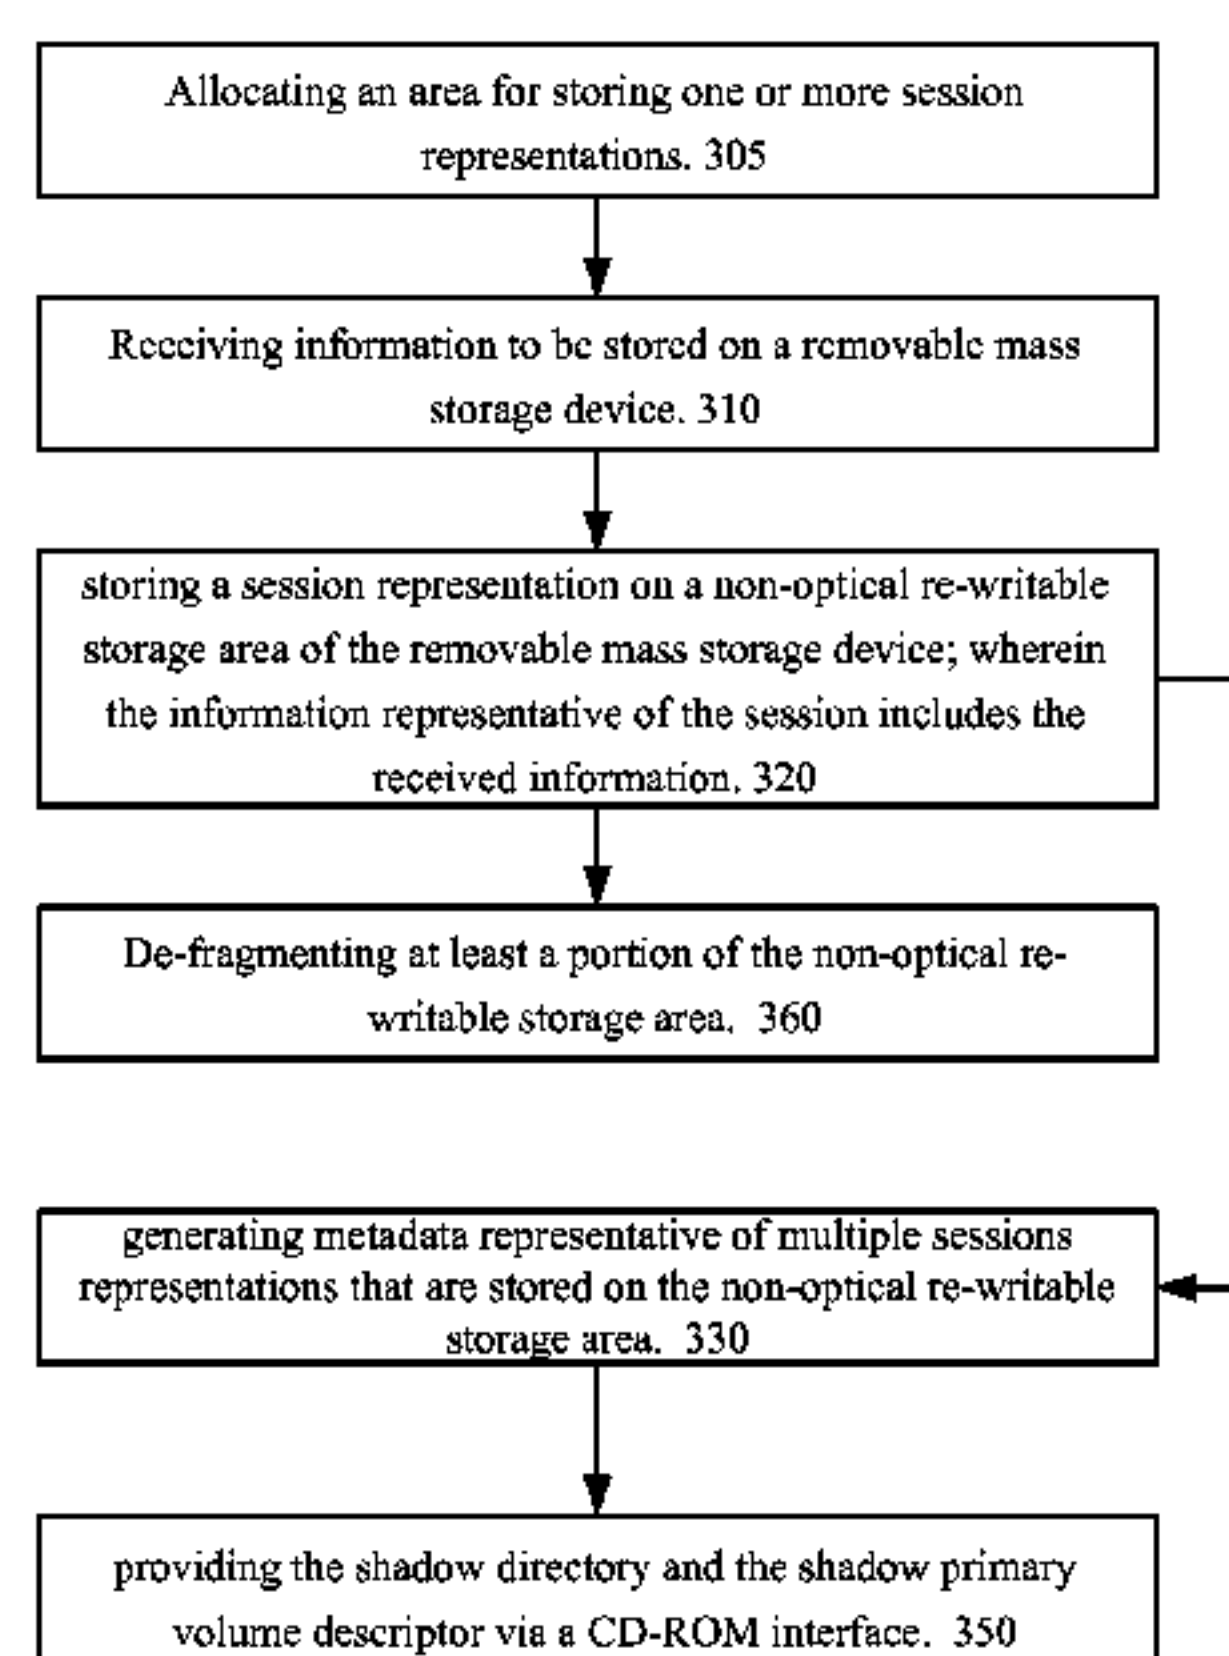 Allocating an area for storing one or more session
representations. 305
Receiving information to be stored on a removable mass
storage device. 310
storing a session representation on a non-optical re-writable
storage area of the removable mass storage device; wherein
the information representative of the session includes the
received information. 320
De-fragmenting at least a portion of the non-optical re-
writable storage area. 360
generating metadata representative of multiple sessions
representations that are stored on the non-optical re-writable
storage area. 330
providing the shadow directory and the shadow primary
volume descriptor via a CD-ROM interface. 350